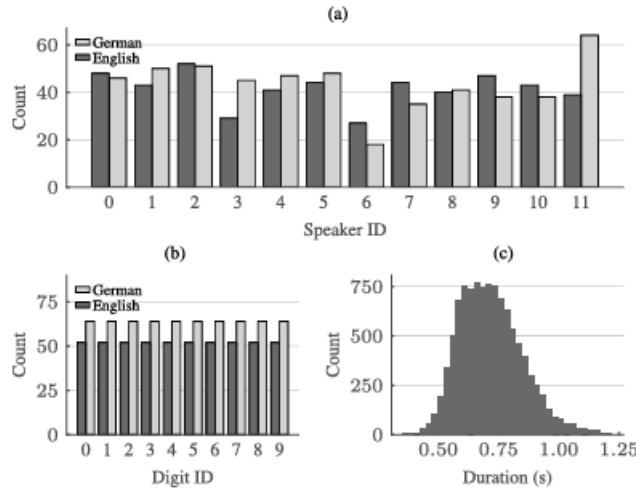 (a)
German
English
60
40
20
0
Count
0 1 2 3 4 5 6 7 8 9 10 11
Speaker ID
(b)
German
English
75
50
25
0
Count
0 1 2 3 4 5 6 7 8 9
Digit ID
(c)
750
500
250
0
Count
0.50 0.75 1.00 1.25
Duration (s)